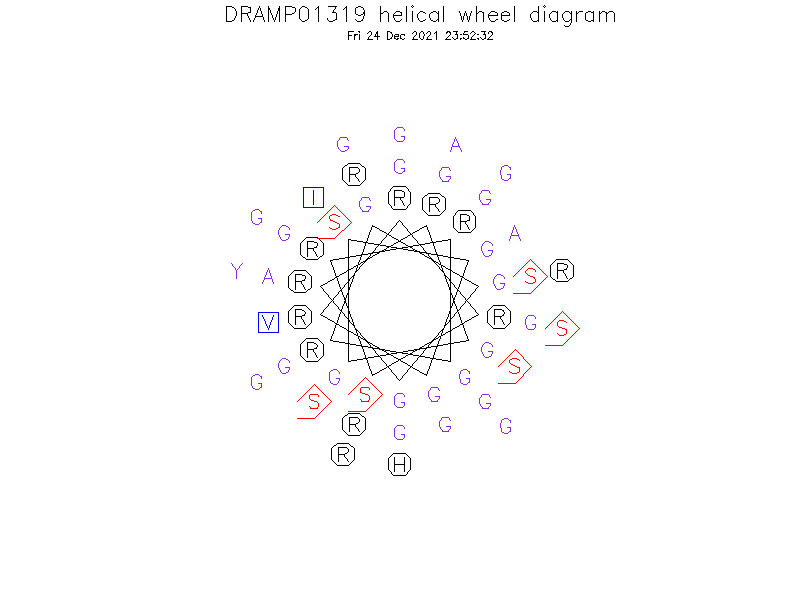 DRAMP01319 helical wheel diagram
Fri 24 Dec 2021 23:52:32
G G A
R G G G
I G R R G
G S R
G A
R G
Y A R G S R
V R R G S
R G
G S
G G G
S S G G G
R G G G
R H